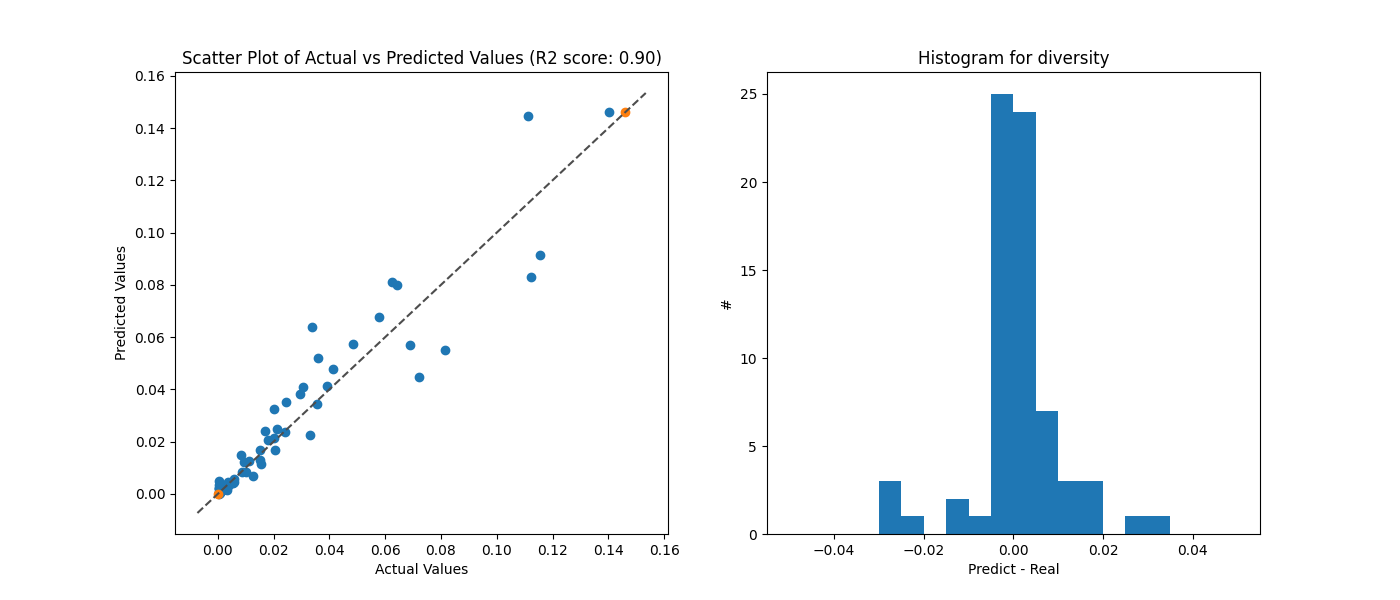 Scatter Plot of Actual vs Predicted Values (R2 score: 0.90)
0.16
0.14
0.12
0.10
0.08
0.06
0.04
0.02
0.00
Predicted Values
0.00 0.02 0.04 0.06 0.08 0.10 0.12 0.14 0.16
Actual Values
Histogram for diversity
25
20
15
10
5
0
#
−0.04 −0.02 0.00 0.02 0.04
Predict - Real